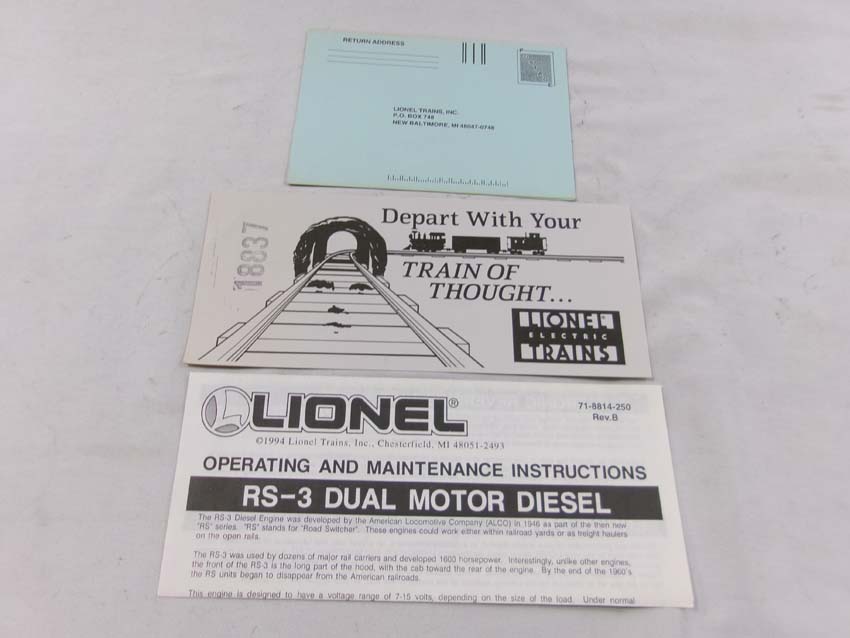 RETURN ADDRESS
LIONEL TRAINS, INC.
P.O. BOX 748
NEW BALTIMORE, MI 48047-0748
18837
Depart With Your
TRAIN OF
THOUGHT...
LIONEL
ELECTRIC
TRAINS
LIONEL®
71-8814-250
Rev.B
©1994 Lionel Trains, Inc., Chesterfield, MI 48051-2493
OPERATING AND MAINTENANCE INSTRUCTIONS
RS-3 DUAL MOTOR DIESEL
The RS-3 Diesel Engine was developed by the American Locomotive Company (ALCO) in 1946 as part of the then new
"RS" series. "RS" stands for "Road Switcher". These engines could work either within railroad yards or as freight haulers
on the open rails.
The RS-3 was used by dozens of major rail carriers and developed 1600 horsepower. Interestingly, unlike other engines,
the front of the RS-3 is the long part of the hood, with the cab toward the rear of the engine. By the end of the 1960's
the RS units began to disappear from the American railroads.
This engine is designed to have a voltage range of 7-15 volts, depending on the size of the load. Under normal